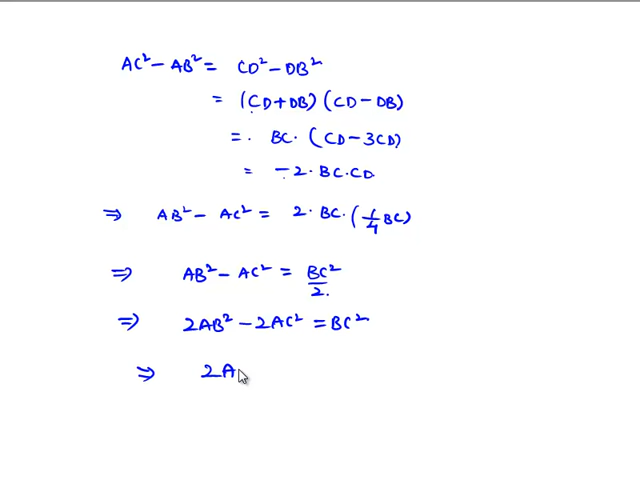 AC² - AB² = CD² - DB²
= (CD+DB) (CD - DB)
= · BC · (CD - 3CD)
= - 2 · BC · CD
⇒ AB² - AC² = 2 · BC · (1/4 BC)
⇒ AB² - AC² = BC²/2.
⇒ 2AB² - 2AC² = BC²
⇒ 2A